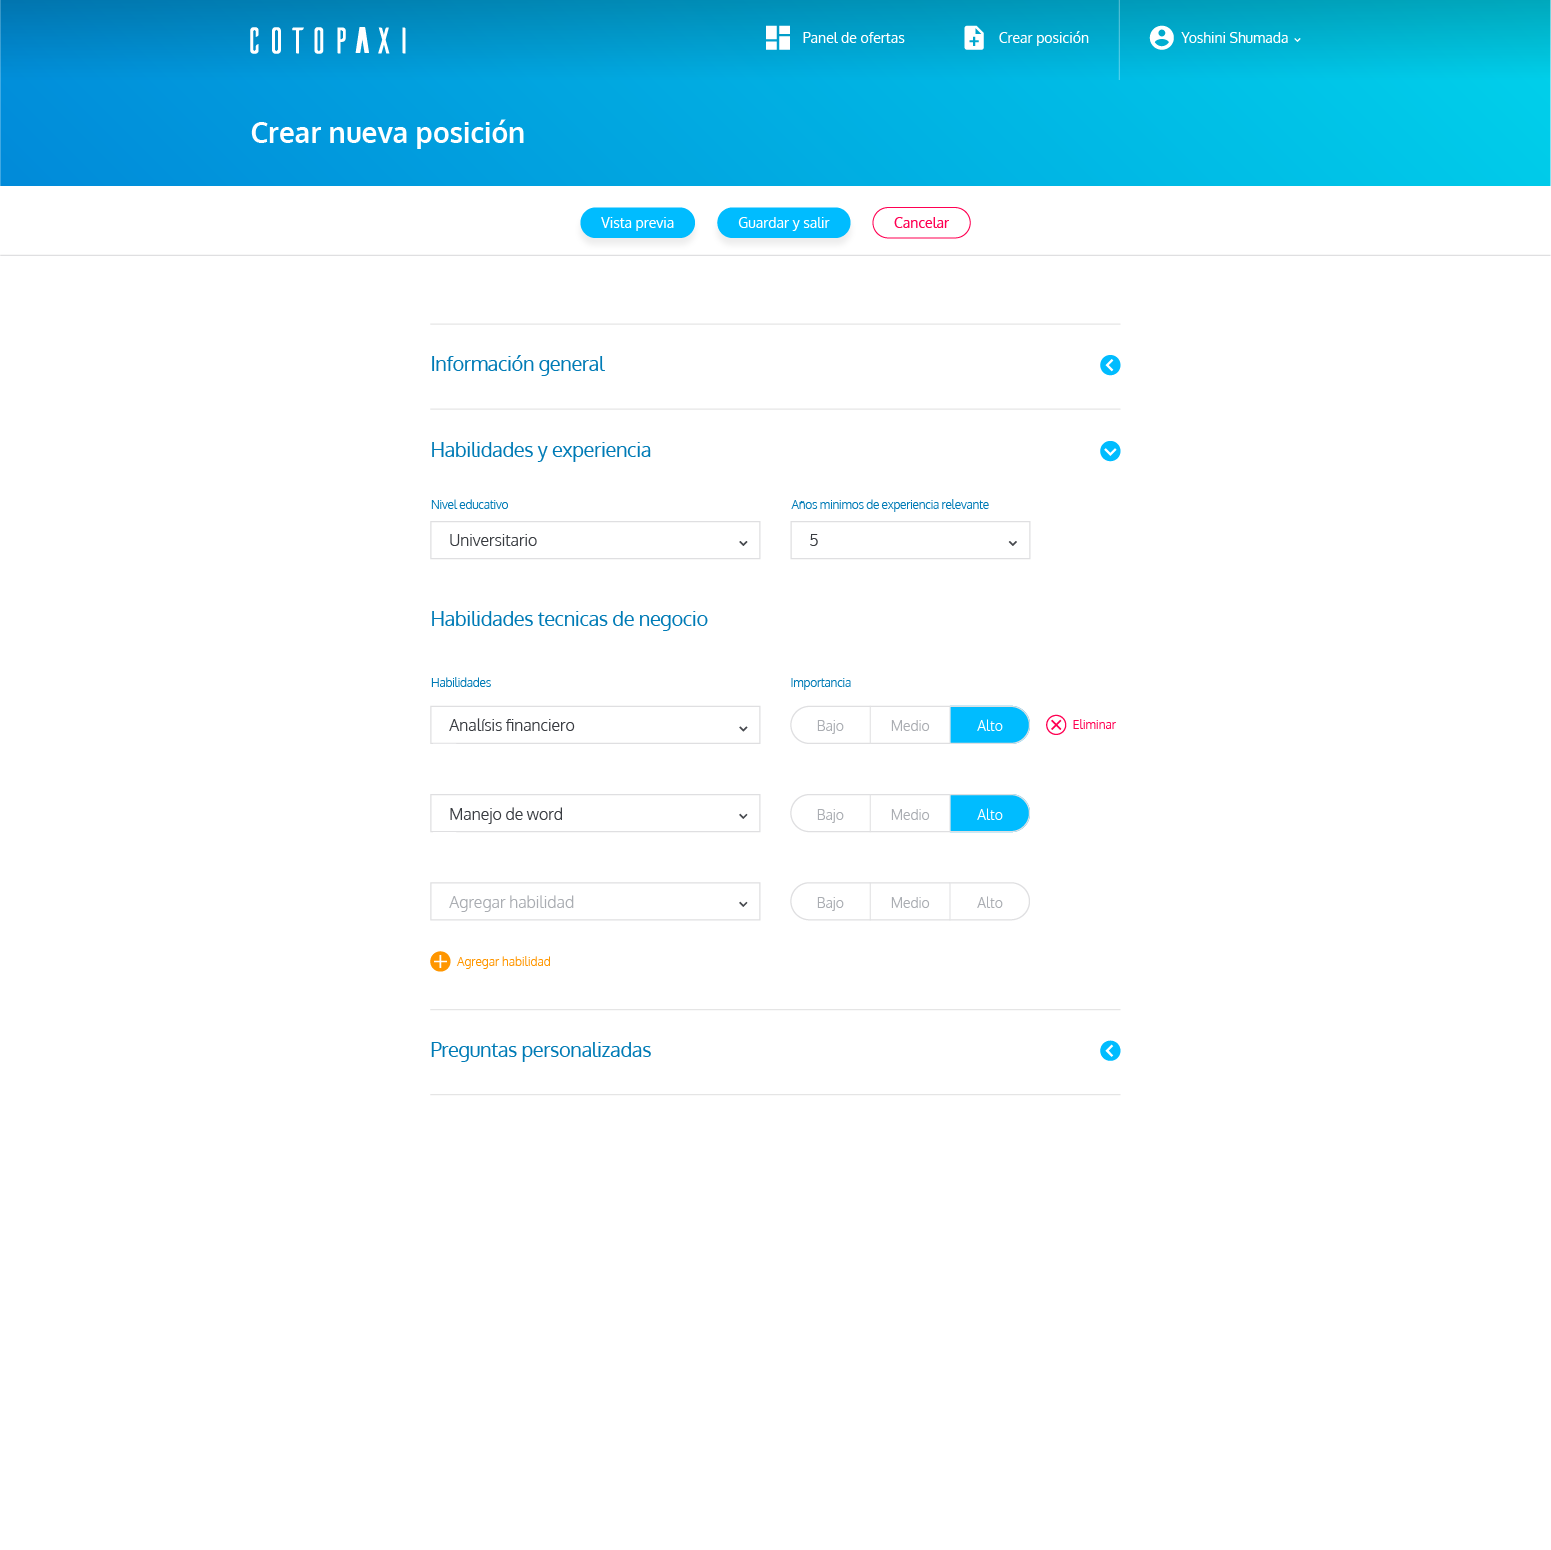 COTOPAXI
Panel de ofertas
Crear posición
Yoshini Shumada
Crear nueva posición
Vista previa
Guardar y salir
Cancelar
Información general
Habilidades y experiencia
Nivel educativo
Años minimos de experiencia relevante
Universitario
5
Habilidades tecnicas de negocio
Habilidades
Importancia
Analísis financiero
Bajo
Medio
Alto
Eliminar
Manejo de word
Bajo
Medio
Alto
Agregar habilidad
Bajo
Medio
Alto
Agregar habilidad
Preguntas personalizadas